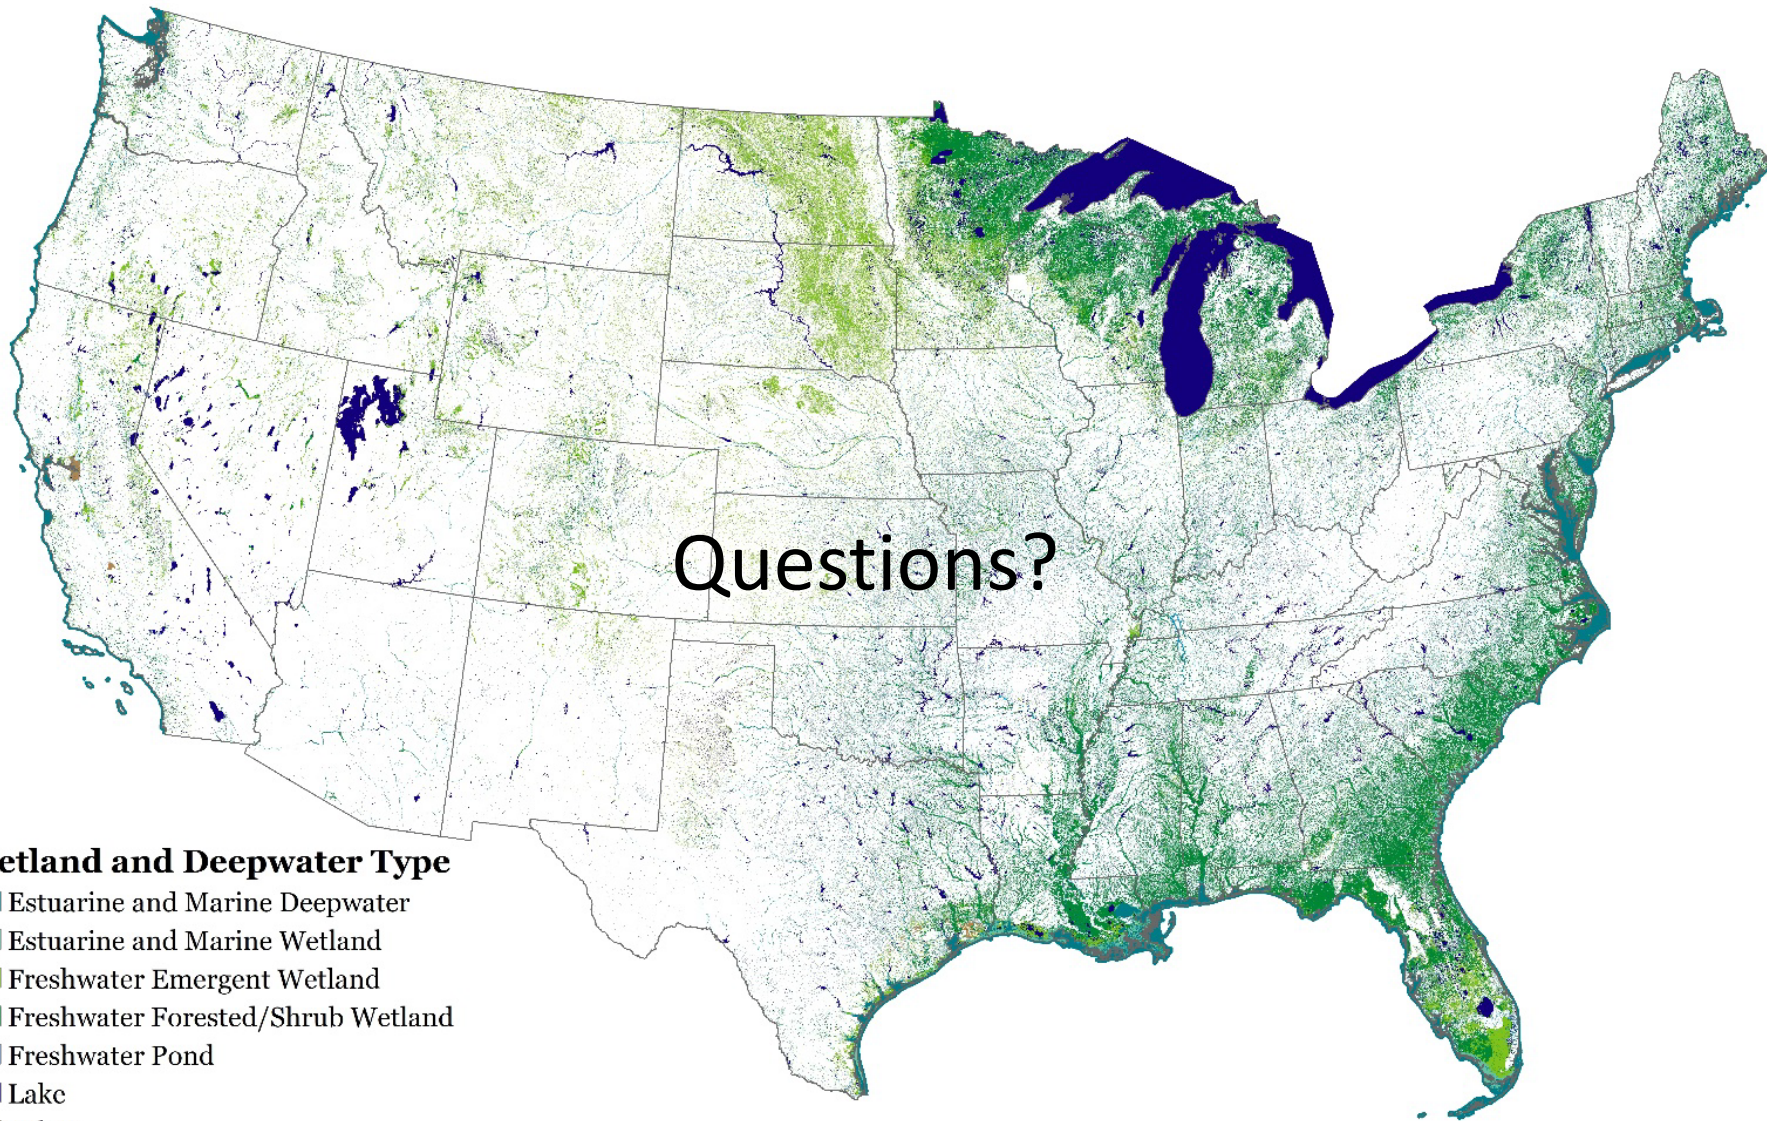 Questions?
etland and Deepwater Type
Estuarine and Marine Deepwater
Estuarine and Marine Wetland
Freshwater Emergent Wetland
Freshwater Forested/Shrub Wetland
Freshwater Pond
Lake